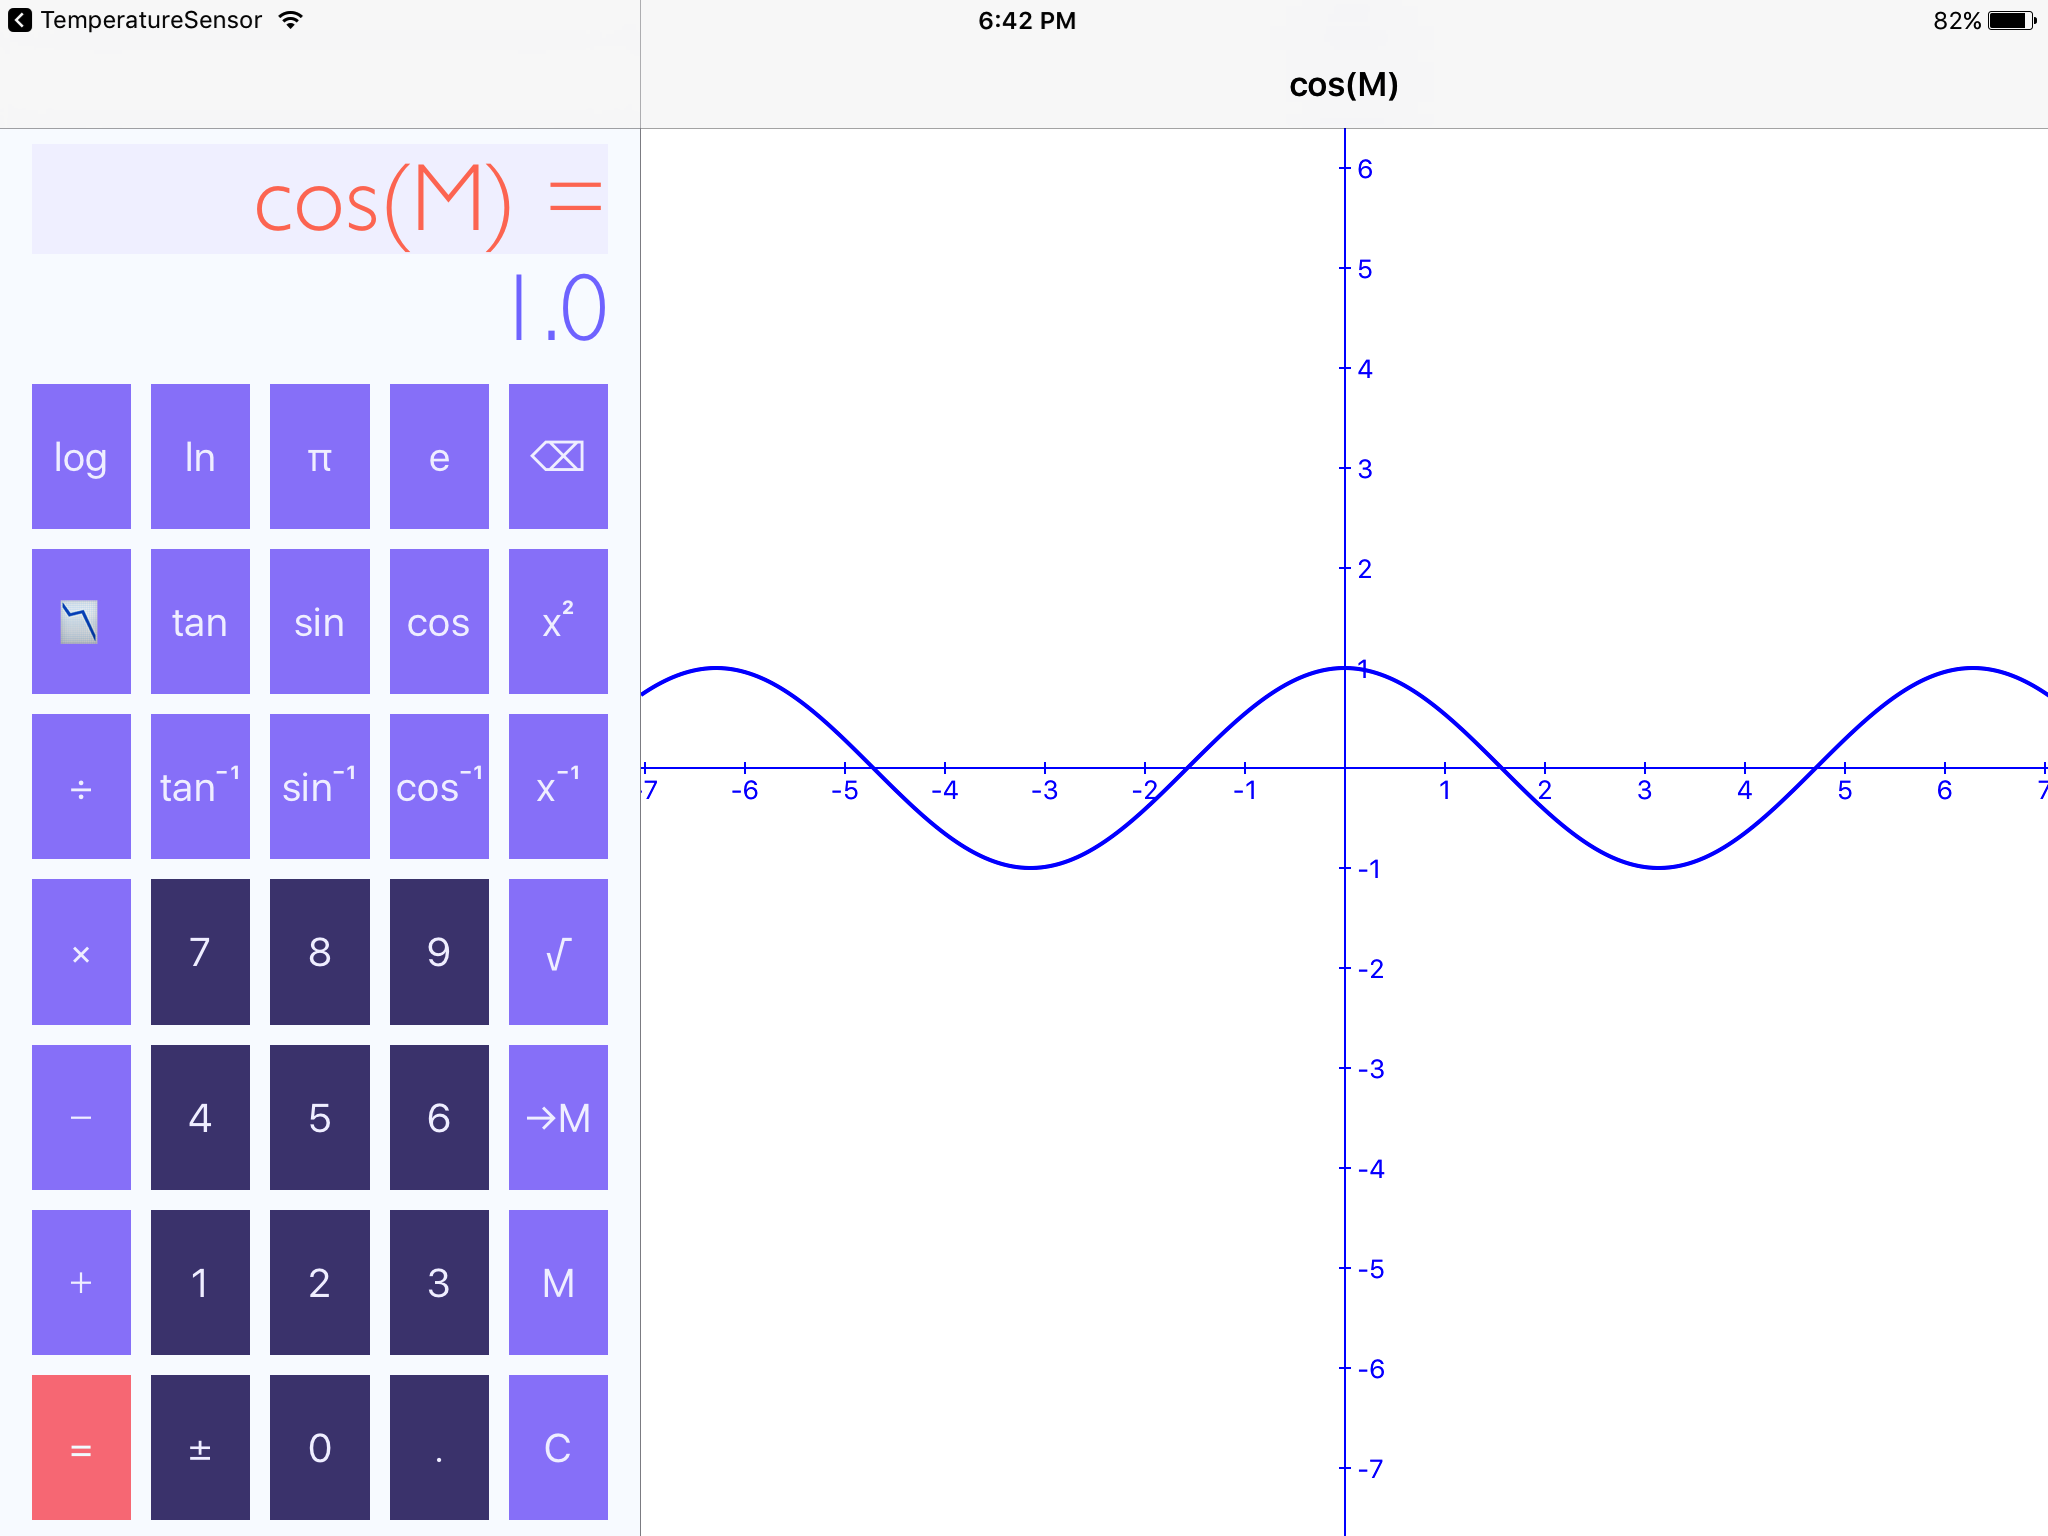 TemperatureSensor
6:42 PM
82%
cos(M)
cos(M) =
1.0
log ln π e ⌫
tan sin cos x²
÷ tan⁻¹ sin⁻¹ cos⁻¹ x⁻¹
× 7 8 9 √
− 4 5 6 →M
+ 1 2 3 M
= ± 0 . C
6
5
4
3
2
1
-7 -6 -5 -4 -3 -2 -1 1 2 3 4 5 6 7
-1
-2
-3
-4
-5
-6
-7